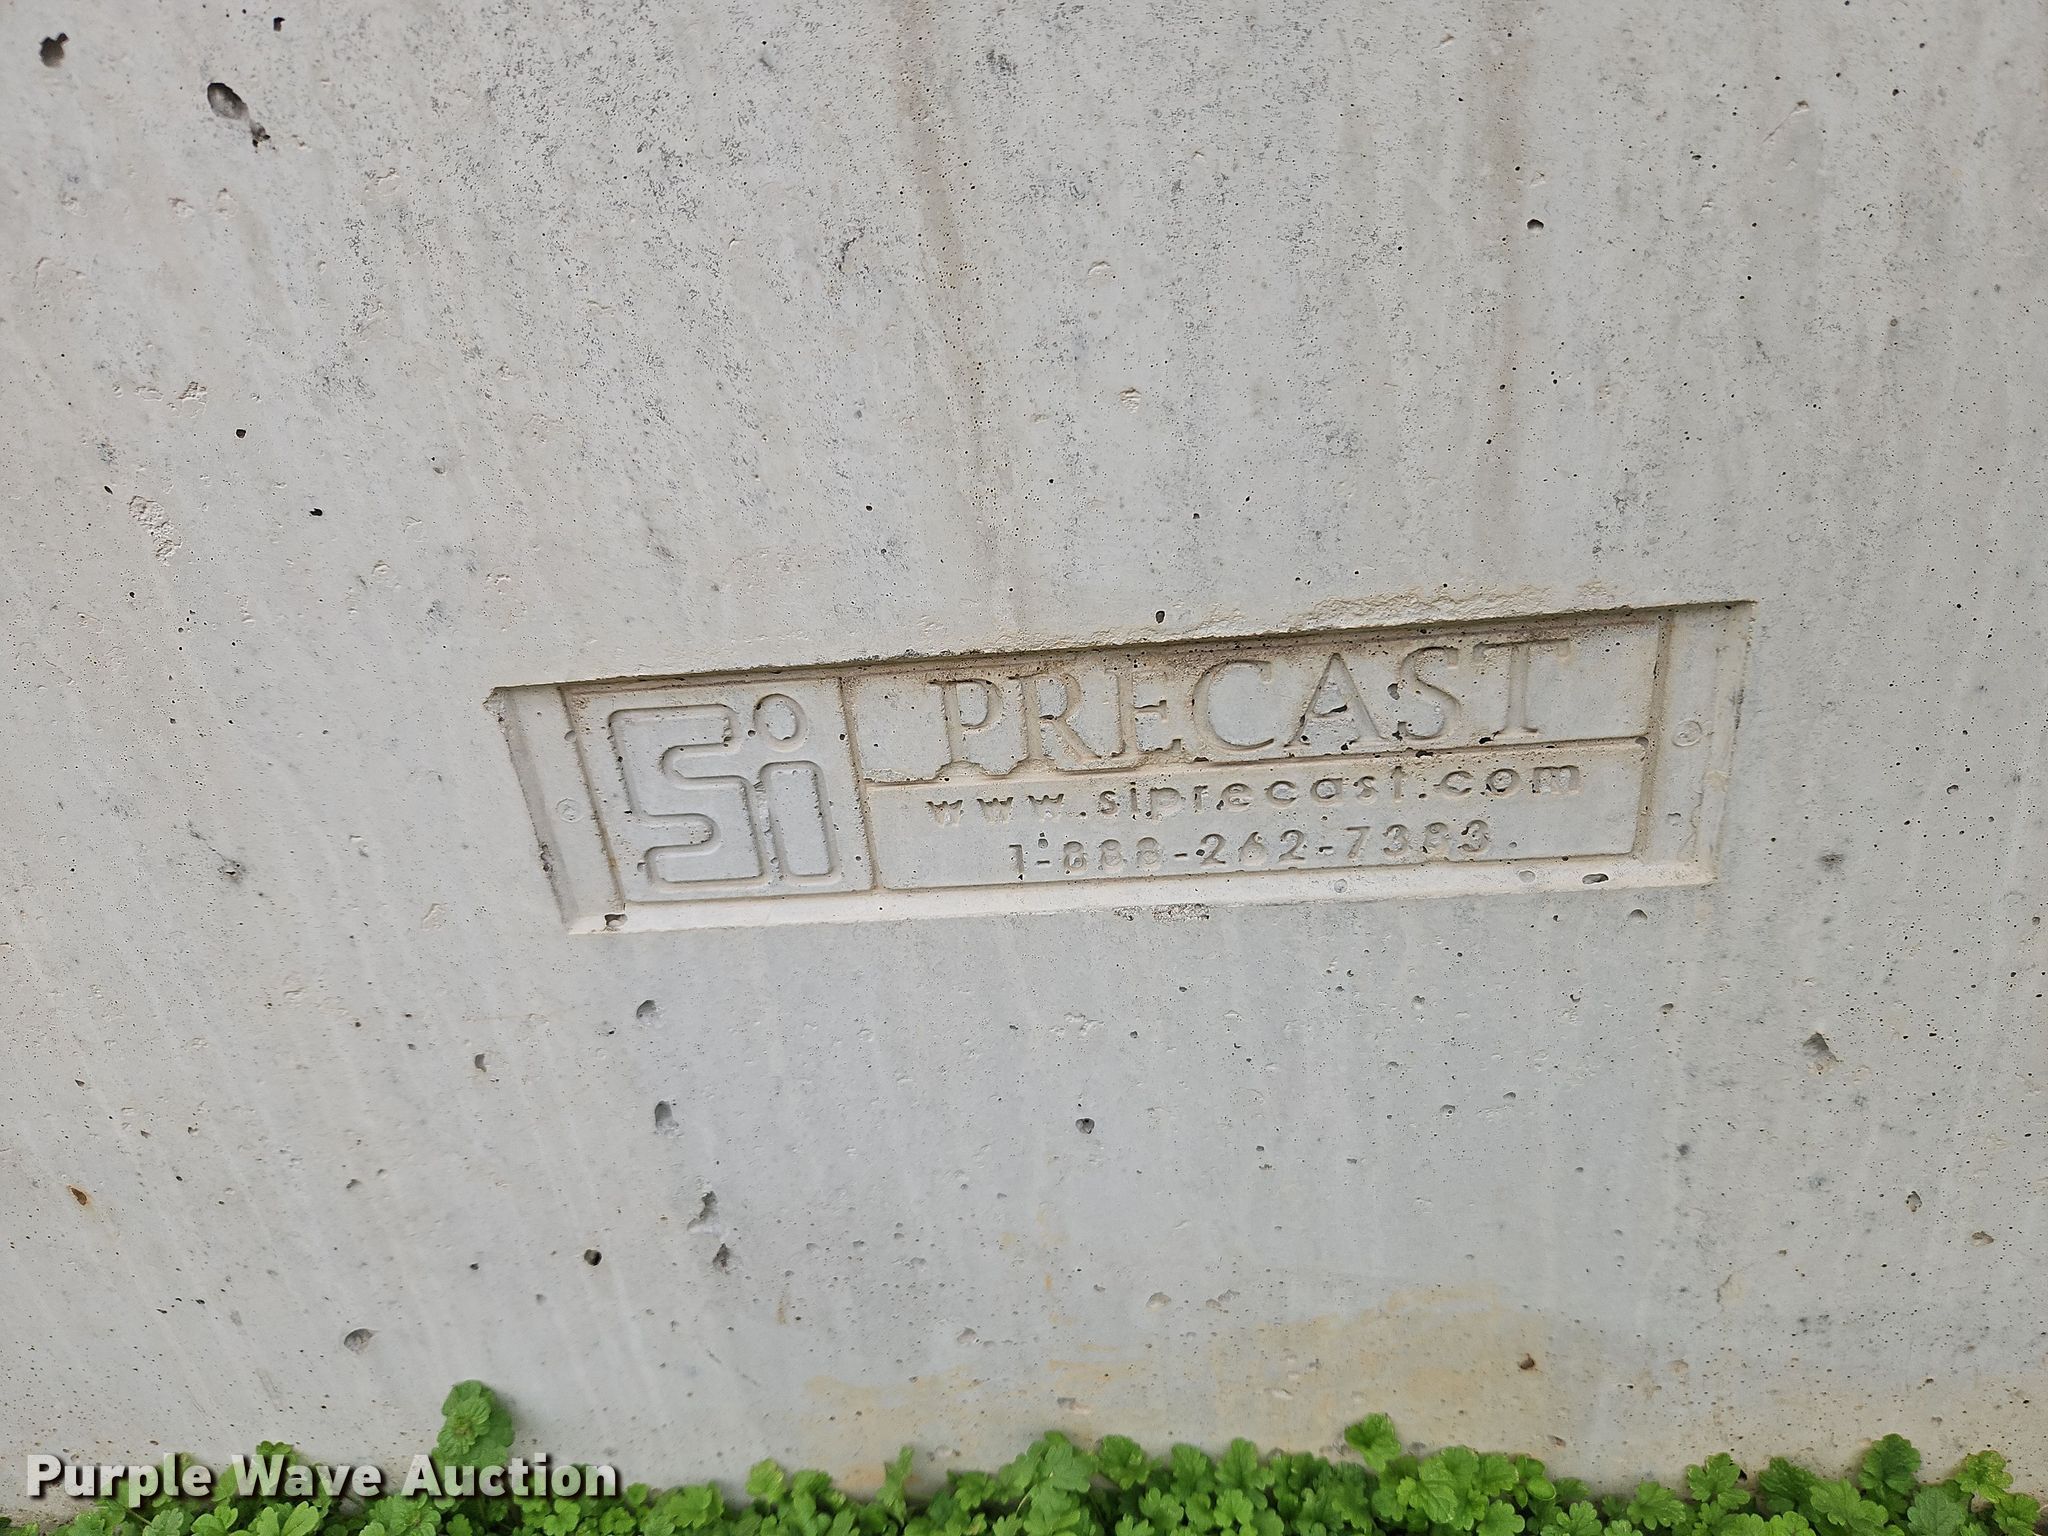 Si PRECAST
www.siprecast.com
1-888-262-7383
Purple Wave Auction